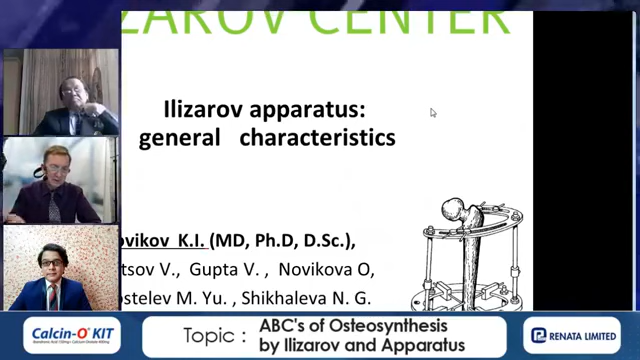 ZAROV CENTER
Ilizarov apparatus:
general characteristics
ovikov K.I. (MD, Ph.D, D.Sc.),
tsov V., Gupta V. , Novikova O,
ostelev M. Yu. , Shikhaleva N. G.
Calcin-O KIT
Topic : ABC's of Osteosynthesis
by Ilizarov and Apparatus
RENATA LIMITED